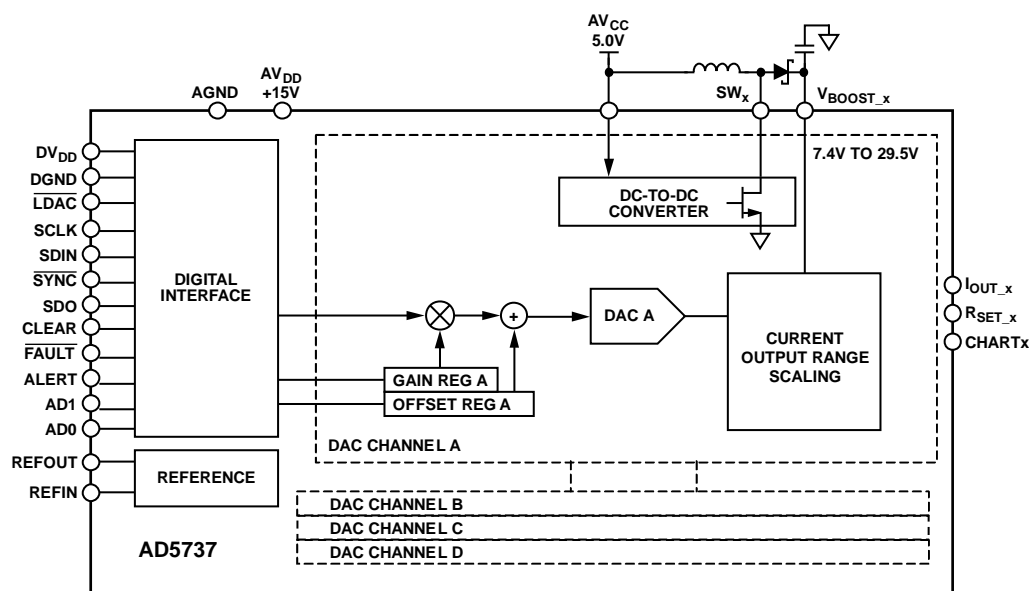 AVCC
5.0V
AVDD
+15V
AGND
SWx
VBOOST_x
7.4V TO 29.5V
DVDD
DGND
LDAC
SCLK
SDIN
SYNC
SDO
CLEAR
FAULT
ALERT
AD1
AD0
REFOUT
REFIN
DIGITAL
INTERFACE
REFERENCE
DC-TO-DC
CONVERTER
+
DAC A
GAIN REG A
OFFSET REG A
CURRENT
OUTPUT RANGE
SCALING
IOUT_x
RSET_x
CHARTx
DAC CHANNEL A
DAC CHANNEL B
DAC CHANNEL C
DAC CHANNEL D
AD5737